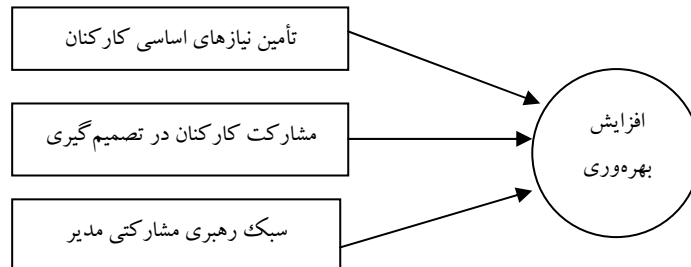 تأمین نیازهای اساسی کارکنان
مشارکت کارکنان در تصمیم‌گیری
سبک رهبری مشارکتی مدیر
افزایش
بهره‌وری